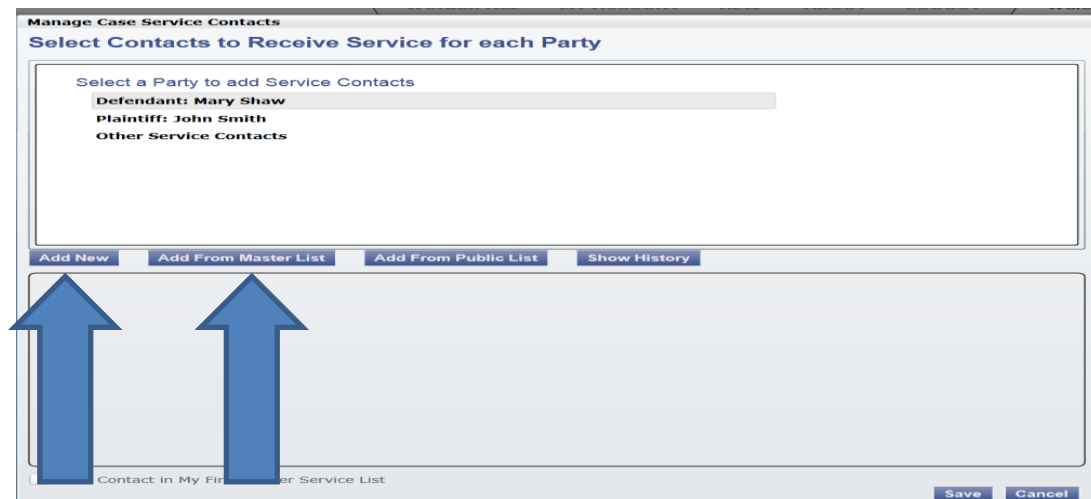 Manage Case Service Contacts
Select Contacts to Receive Service for each Party
Select a Party to add Service Contacts
Defendant: Mary Shaw
Plaintiff: John Smith
Other Service Contacts
Add New Add From Master List Add From Public List Show History
Contact in My Service List
Save Cancel